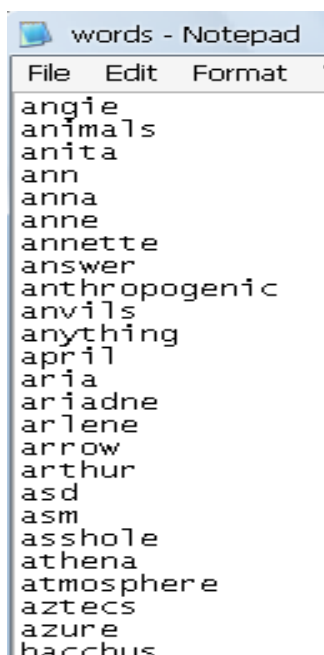 words - Notepad
File Edit Format
angie
animals
anita
ann
anna
anne
annette
answer
anthropogenic
anvils
anything
april
aria
ariadne
arlene
arrow
arthur
asd
asm
asshole
athena
atmosphere
aztecs
azure
bacchus